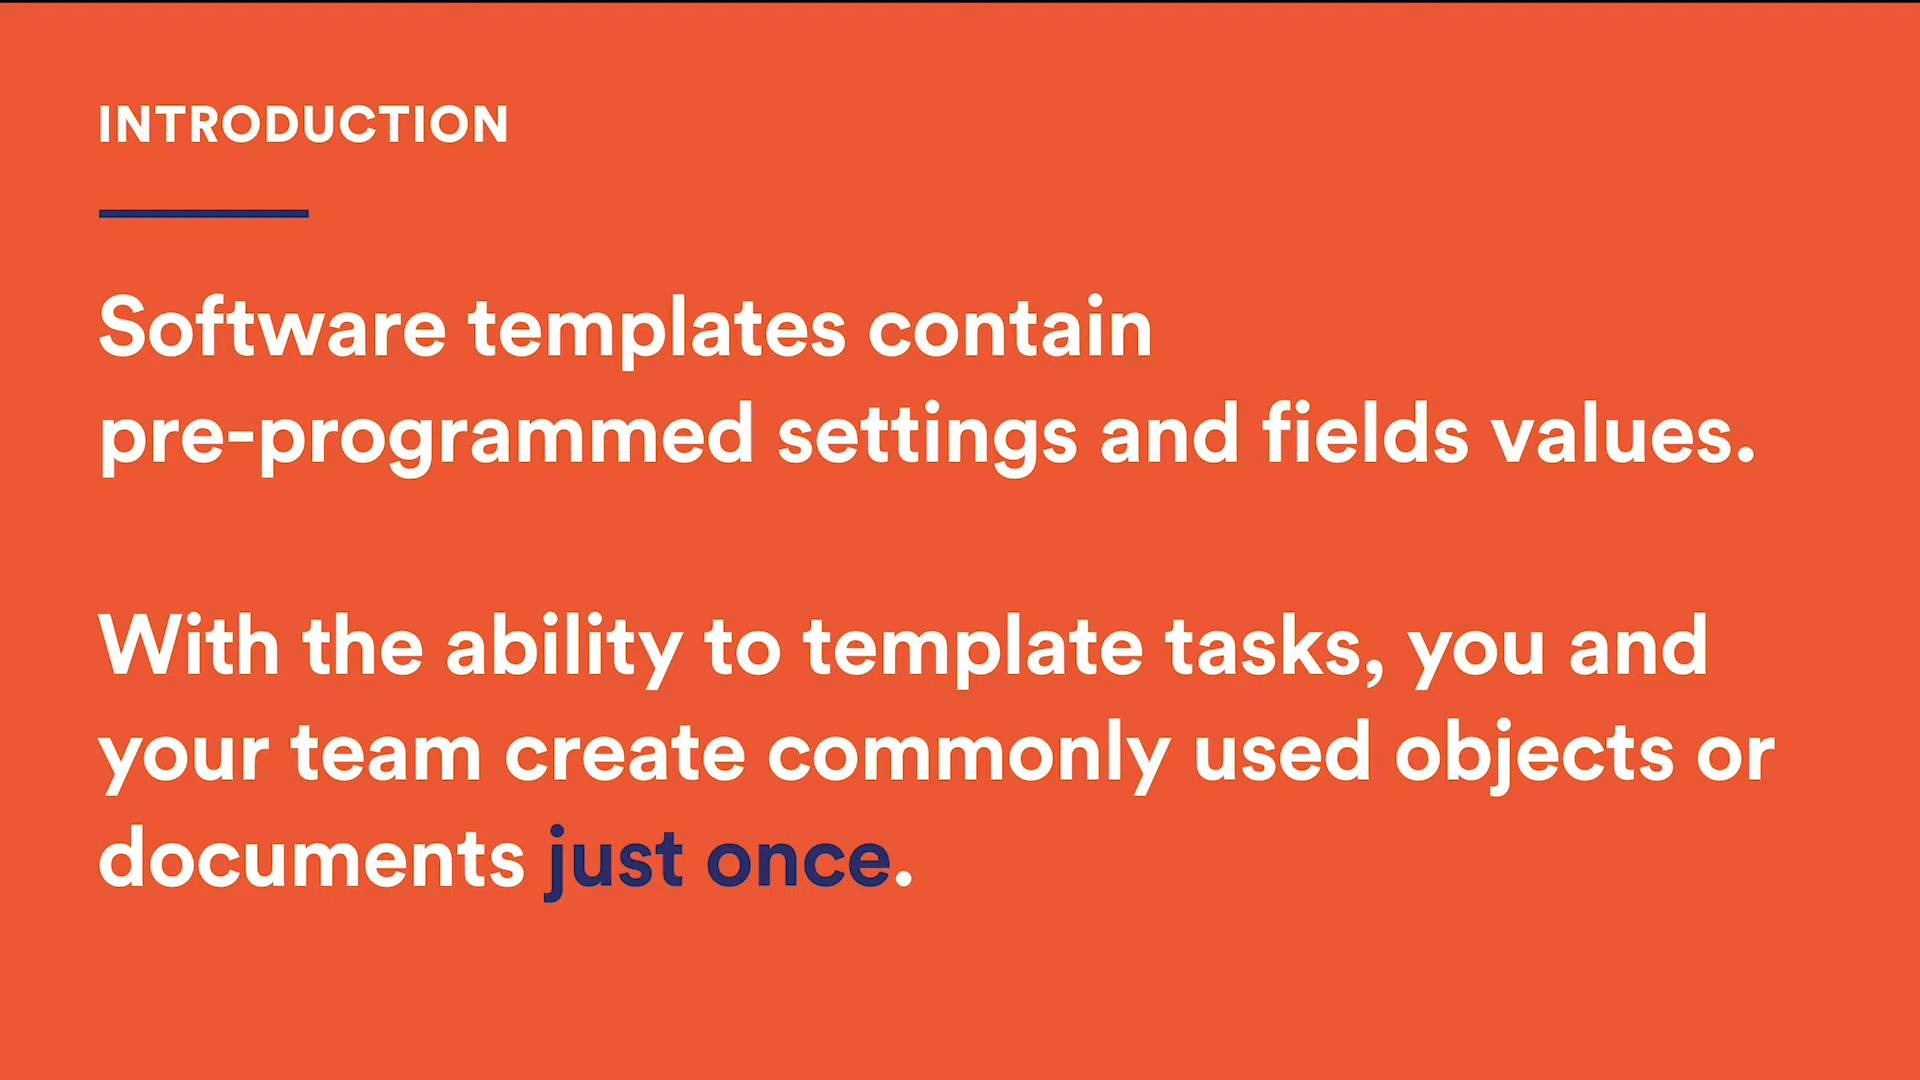 INTRODUCTION
Software templates contain
pre-programmed settings and fields values.
With the ability to template tasks, you and
your team create commonly used objects or
documents just once.